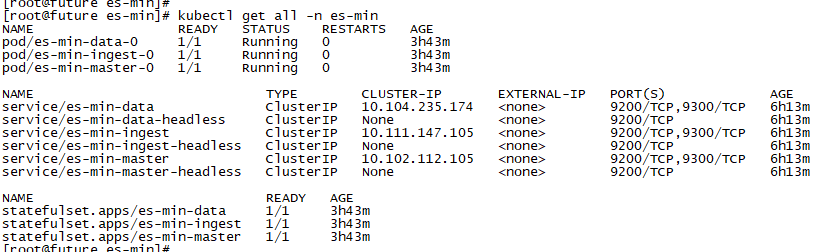 [root@future es-min]#
[root@future es-min]# kubectl get all -n es-min
NAME READY STATUS RESTARTS AGE
pod/es-min-data-0 1/1 Running 0 3h43m
pod/es-min-ingest-0 1/1 Running 0 3h43m
pod/es-min-master-0 1/1 Running 0 3h43m
NAME TYPE CLUSTER-IP EXTERNAL-IP PORT(S) AGE
service/es-min-data ClusterIP 10.104.235.174 <none> 9200/TCP,9300/TCP 6h13m
service/es-min-data-headless ClusterIP None <none> 9200/TCP 6h13m
service/es-min-ingest ClusterIP 10.111.147.105 <none> 9200/TCP,9300/TCP 6h13m
service/es-min-ingest-headless ClusterIP None <none> 9200/TCP 6h13m
service/es-min-master ClusterIP 10.102.112.105 <none> 9200/TCP,9300/TCP 6h13m
service/es-min-master-headless ClusterIP None <none> 9200/TCP 6h13m
NAME READY AGE
statefulset.apps/es-min-data 1/1 3h43m
statefulset.apps/es-min-ingest 1/1 3h43m
statefulset.apps/es-min-master 1/1 3h43m
[root@future es-min]#